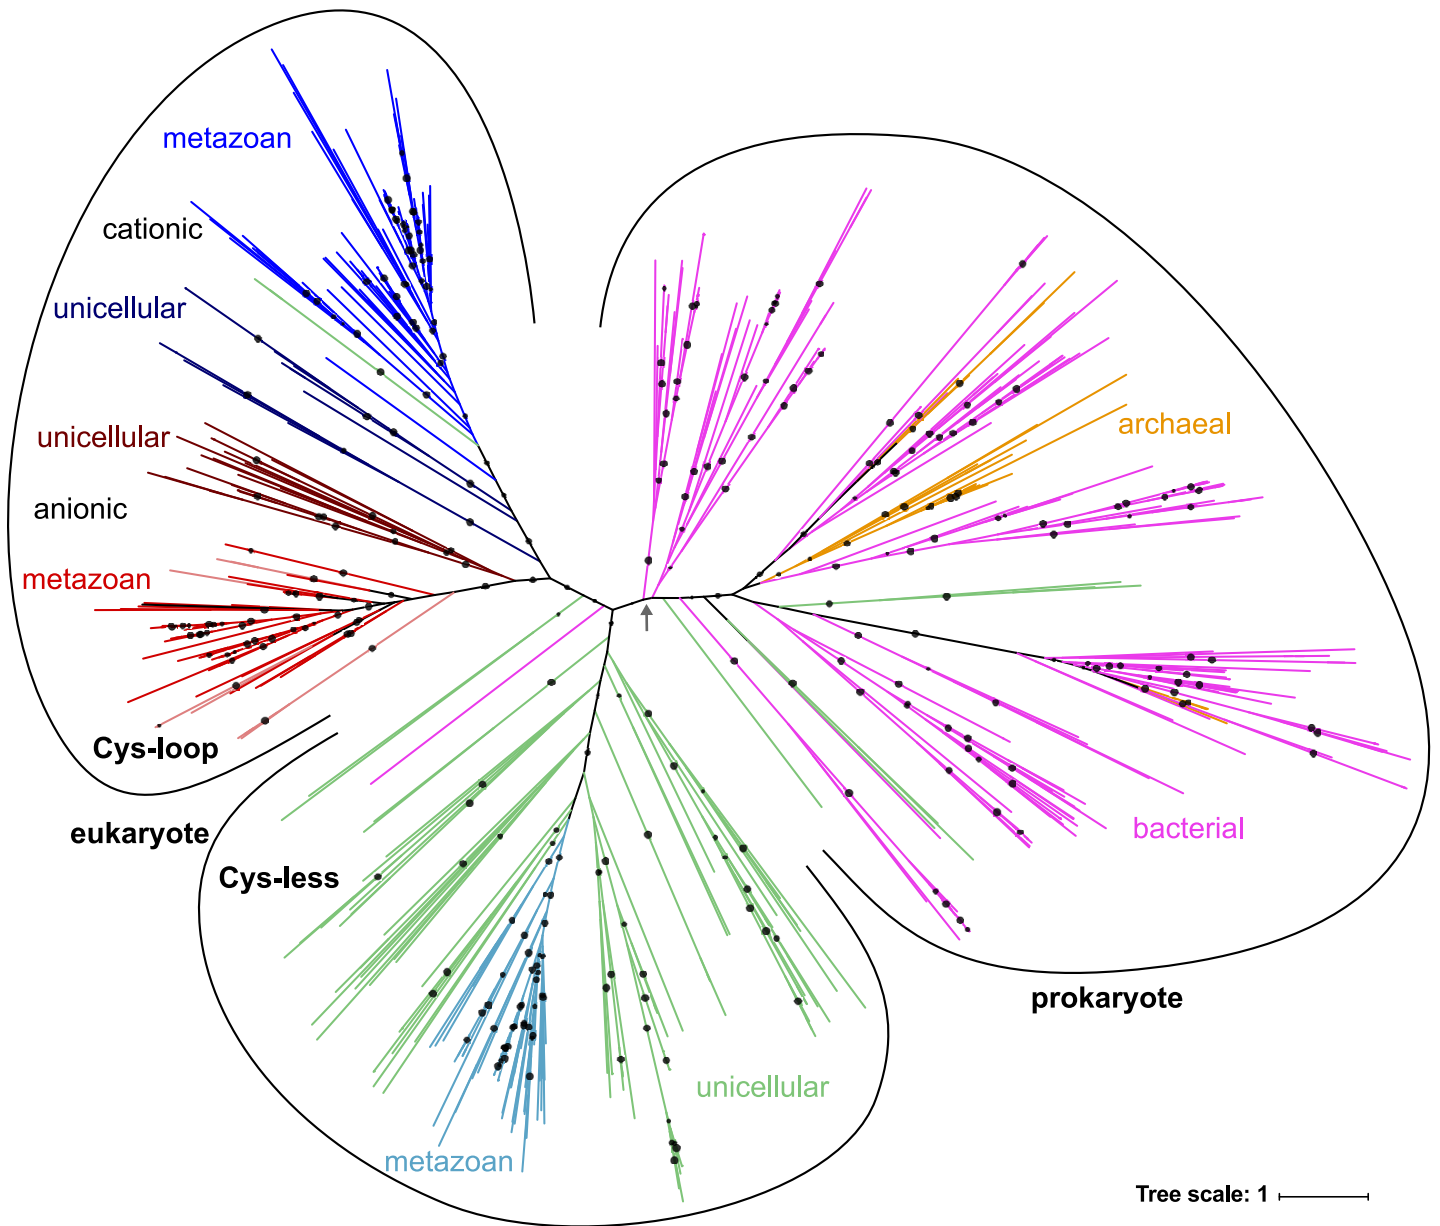 metazoan
cationic
unicellular
unicellular
anionic
metazoan
Cys-loop
eukaryote
Cys-less
archaeal
bacterial
prokaryote
unicellular
metazoan
Tree scale: 1